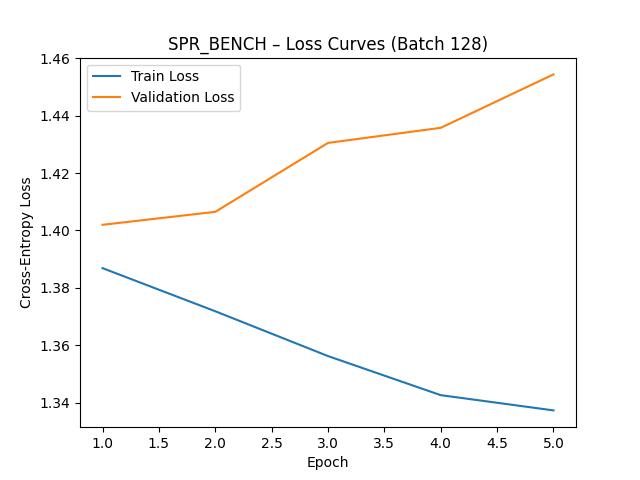 SPR_BENCH – Loss Curves (Batch 128)
Train Loss
Validation Loss
Cross-Entropy Loss
1.46
1.44
1.42
1.40
1.38
1.36
1.34
1.0 1.5 2.0 2.5 3.0 3.5 4.0 4.5 5.0
Epoch